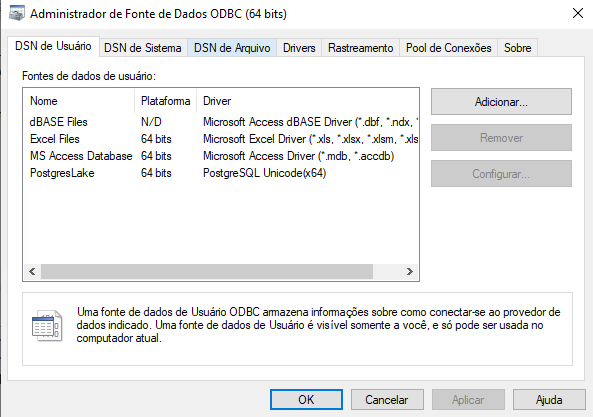 Administrador de Fonte de Dados ODBC (64 bits)
DSN de Usuário DSN de Sistema DSN de Arquivo Drivers Rastreamento Pool de Conexões Sobre
Fontes de dados de usuário:
Nome Plataforma Driver
dBASE Files N/D Microsoft Access dBASE Driver (*.dbf, *.ndx, *
Excel Files 64 bits Microsoft Excel Driver (*.xls, *.xlsx, *.xlsm, *.xls
MS Access Database 64 bits Microsoft Access Driver (*.mdb, *.accdb)
PostgresLake 64 bits PostgreSQL Unicode(x64)
Adicionar...
Remover
Configurar...
Uma fonte de dados de Usuário ODBC armazena informações sobre como conectar-se ao provedor de
dados indicado. Uma fonte de dados de Usuário é visível somente a você, e só pode ser usada no
computador atual.
OK Cancelar Aplicar Ajuda